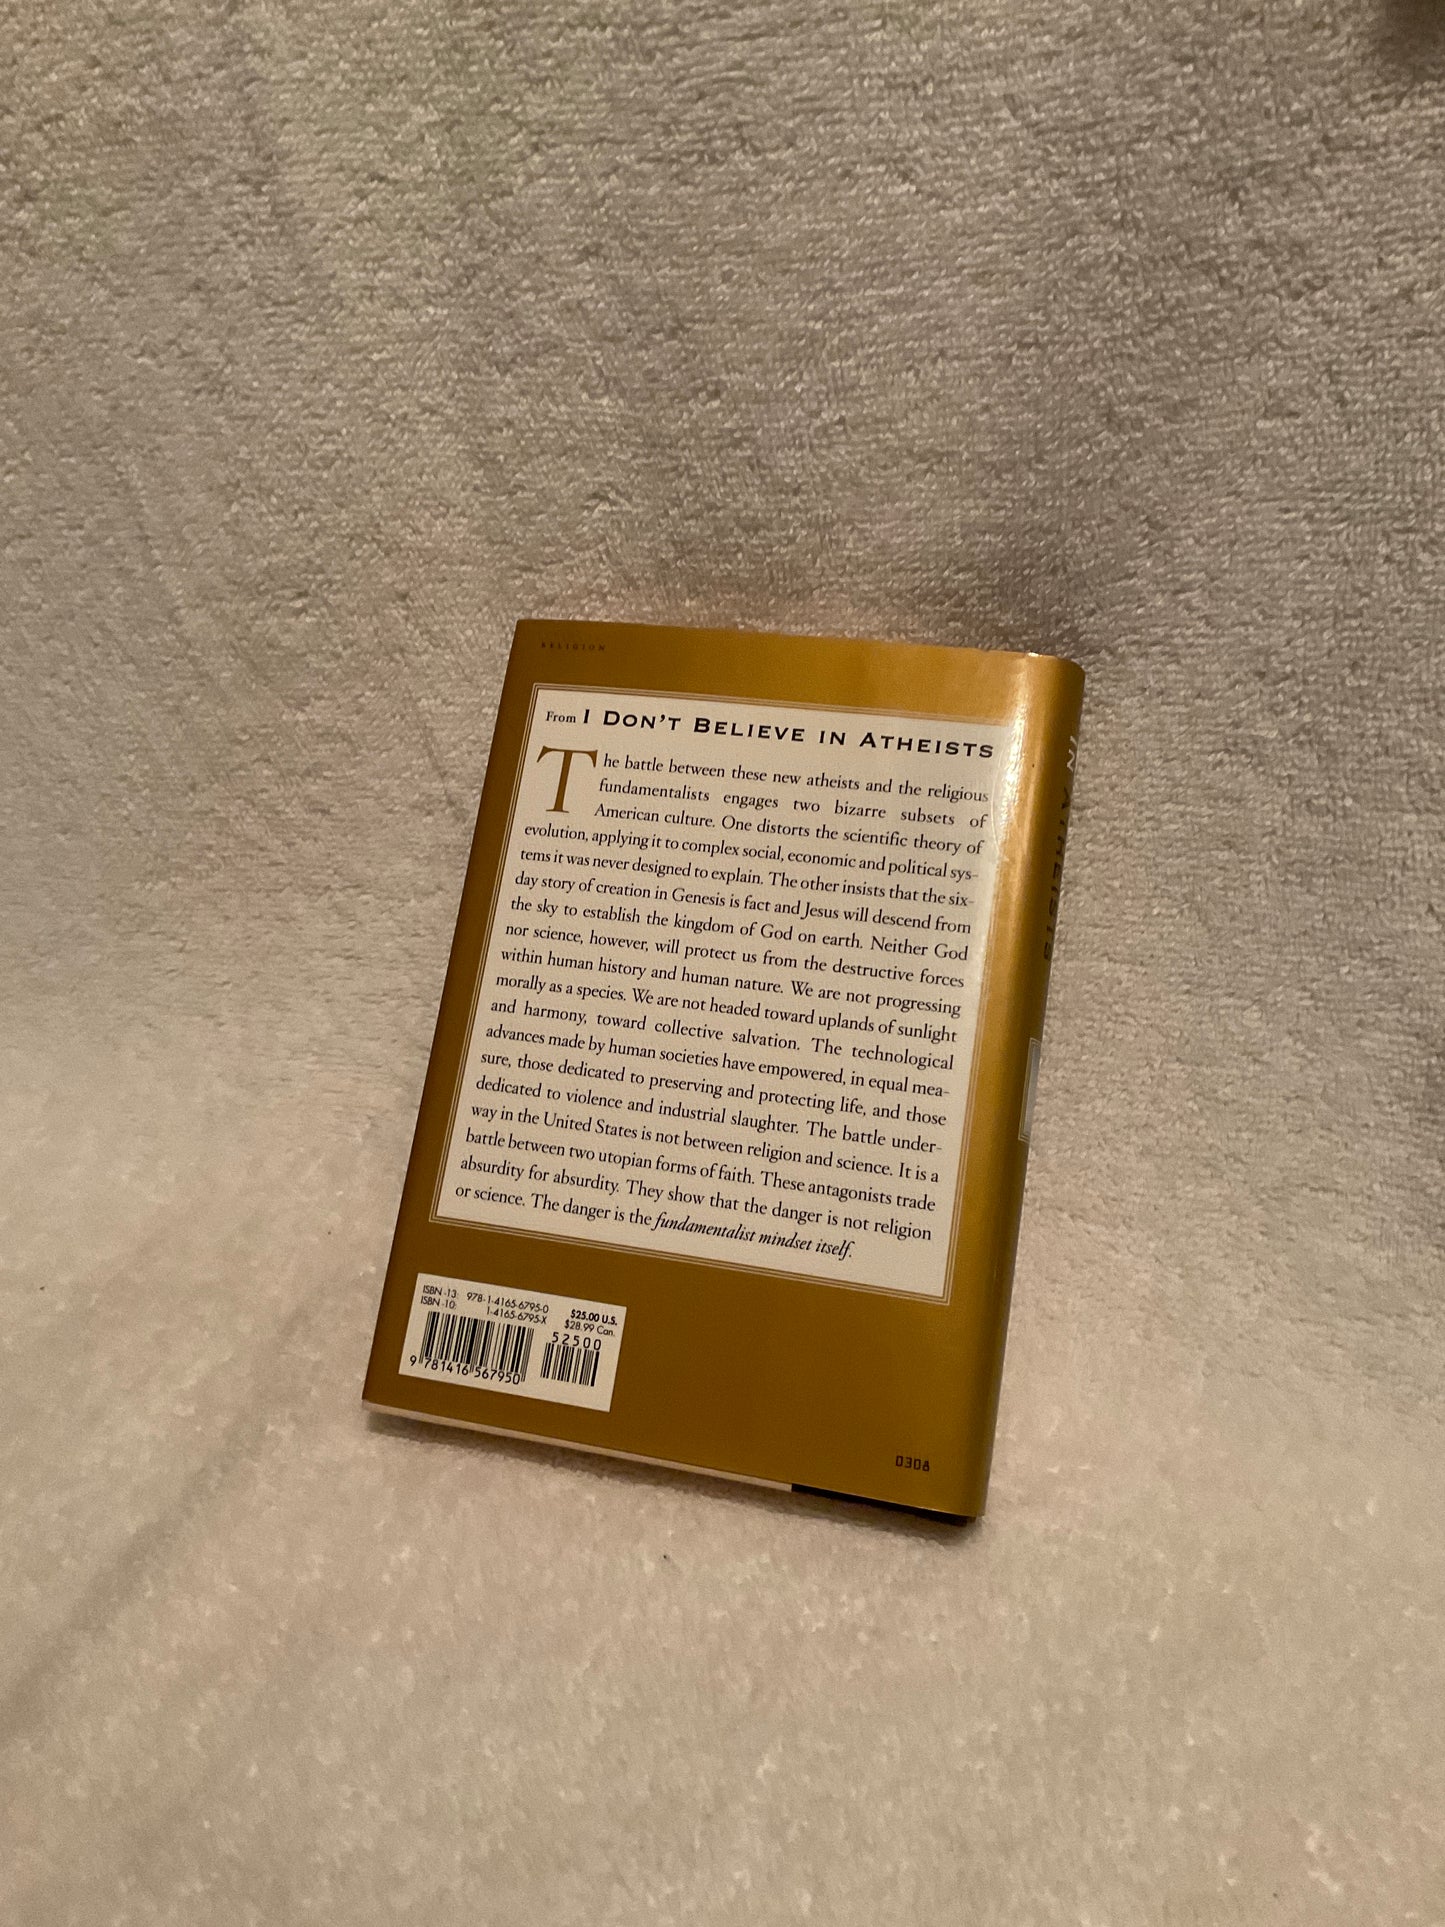 RELIGION
From I DON'T BELIEVE IN ATHEISTS
The battle between these new atheists and the religious
fundamentalists engages two bizarre subsets of
American culture. One distorts the scientific theory of
evolution, applying it to complex social, economic and political sys-
tems it was never designed to explain. The other insists that the six-
day story of creation in Genesis is fact and Jesus will descend from
the sky to establish the kingdom of God on earth. Neither God
nor science, however, will protect us from the destructive forces
within human history and human nature. We are not progressing
morally as a species. We are not headed toward uplands of sunlight
and harmony, toward collective salvation. The technological
advances made by human societies have empowered, in equal mea-
sure, those dedicated to preserving and protecting life, and those
dedicated to violence and industrial slaughter. The battle under-
way in the United States is not between religion and science. It is a
battle between two utopian forms of faith. These antagonists trade
absurdity for absurdity. They show that the danger is not religion
or science. The danger is the fundamentalist mindset itself.
ISBN-13: 978-1-4165-6795-0 $25.00 U.S.
ISBN-10: 1-4165-6795-X $28.99 Can.
52500
9 781416 567950
0308
IN ATHEISTS